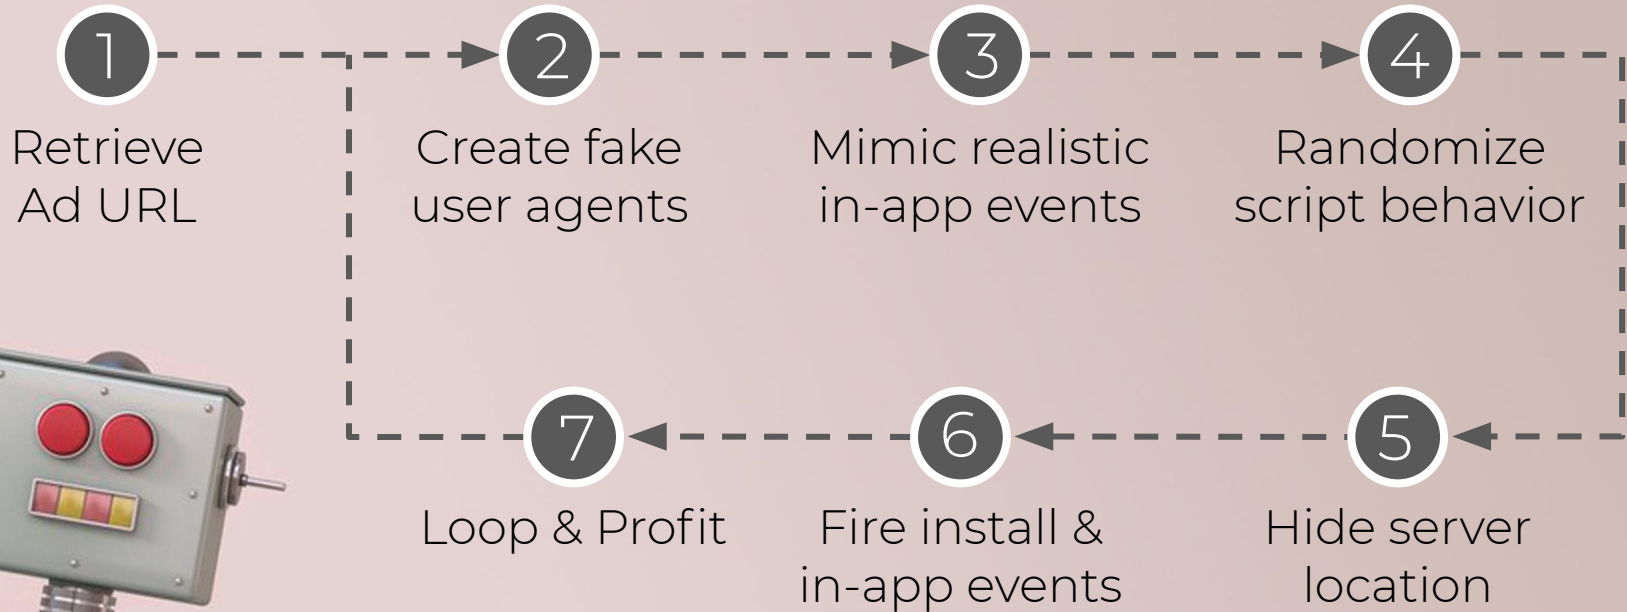 1
Retrieve
Ad URL
2
Create fake
user agents
3
Mimic realistic
in-app events
4
Randomize
script behavior
5
Hide server
location
6
Fire install &
in-app events
7
Loop & Profit